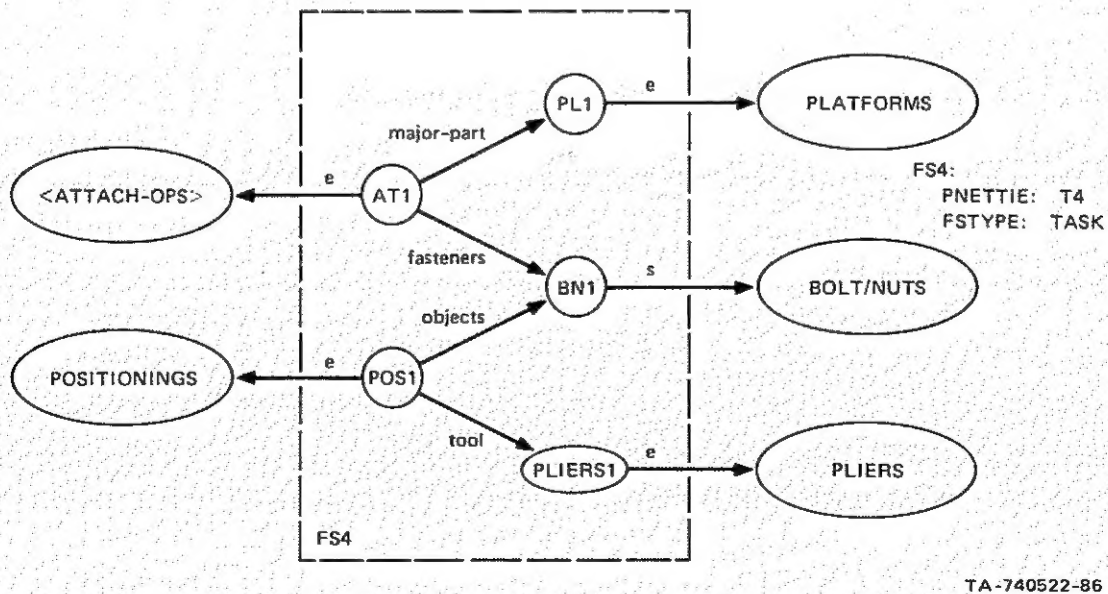 PL1
e
PLATFORMS
major-part
<ATTACH-OPS>
e
AT1
FS4:
PNETTIE: T4
FSTYPE: TASK
fasteners
BN1
s
BOLT/NUTS
objects
POSITIONINGS
e
POS1
tool
PLIERS1
e
PLIERS
FS4
TA-740522-86